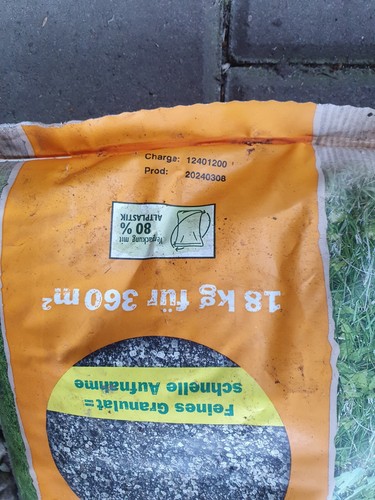 Charge: 12401200
Prod: 20240308
Verpackung mit
80 %
ALTPLASTIK
18 kg für 360 m²
Feines Granulat=
schnelle Aufnahme